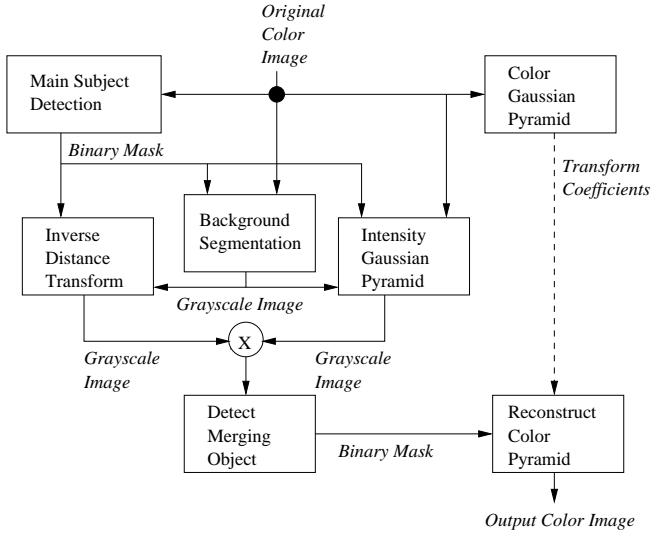 Original
Color
Image
Main Subject
Detection
Color
Gaussian
Pyramid
Binary Mask
Transform
Coefficients
Inverse
Distance
Transform
Background
Segmentation
Intensity
Gaussian
Pyramid
Grayscale Image
X
Grayscale
Image
Grayscale
Image
Detect
Merging
Object
Binary Mask
Reconstruct
Color
Pyramid
Output Color Image